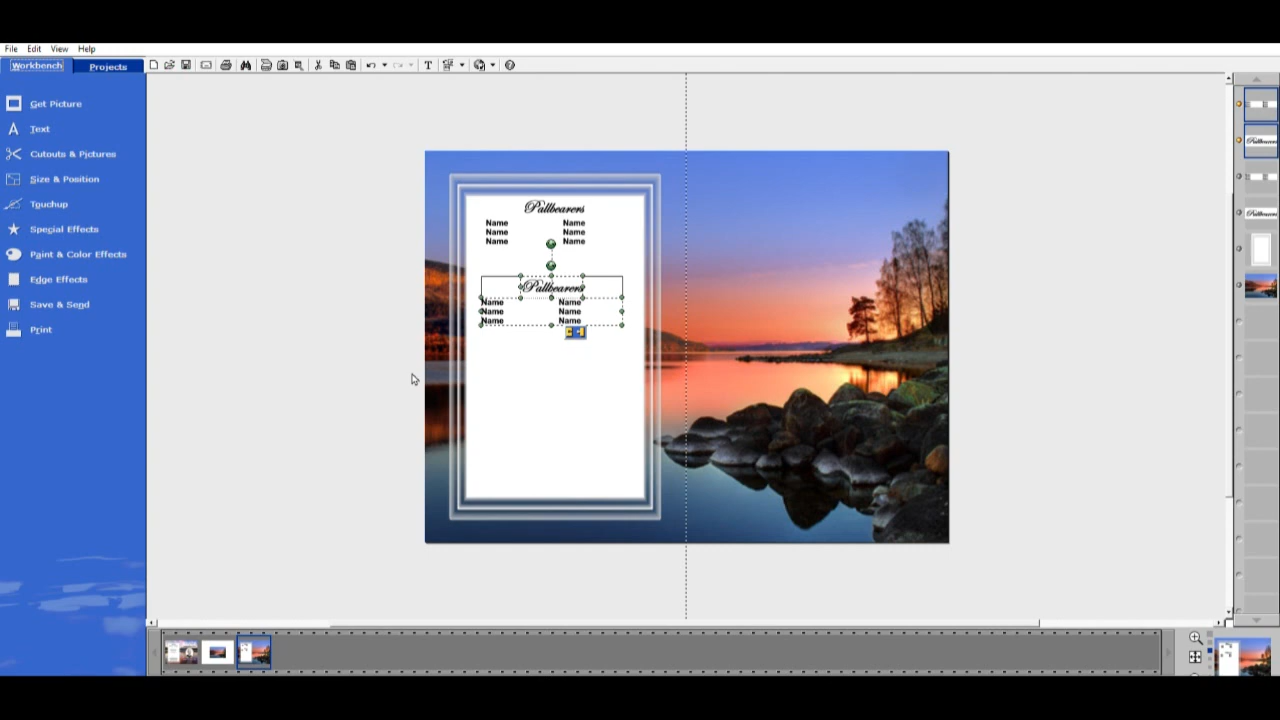 File Edit View Help
Workbench Projects
Get Picture
Text
Cutouts & Pictures
Size & Position
Touchup
Special Effects
Paint & Color Effects
Edge Effects
Save & Send
Print
Pallbearers
Name Name
Name Name
Name Name
Pallbearers
Name Name
Name Name
Name Name
Pallbearers
Pallbearers